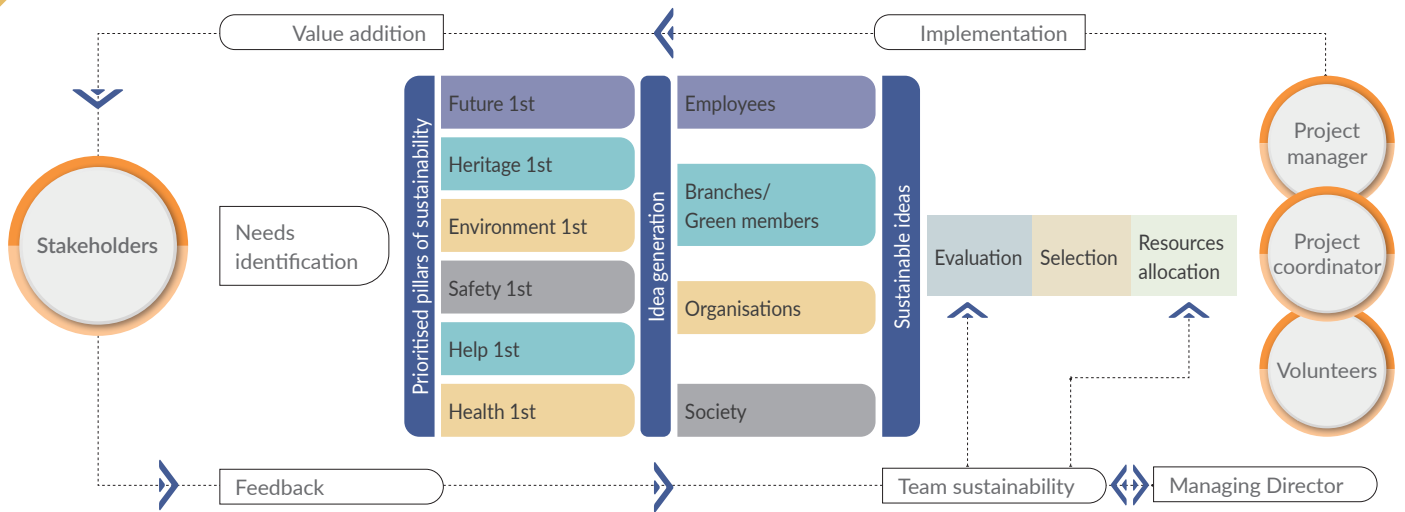 Value addition
Implementation
Stakeholders
Needs
identification
Prioritised pillars of sustainability
Future 1st
Heritage 1st
Environment 1st
Safety 1st
Help 1st
Health 1st
Idea generation
Employees
Branches/
Green members
Organisations
Society
Sustainable ideas
Evaluation
Selection
Resources
allocation
Project
manager
Project
coordinator
Volunteers
Feedback
Team sustainability
Managing Director